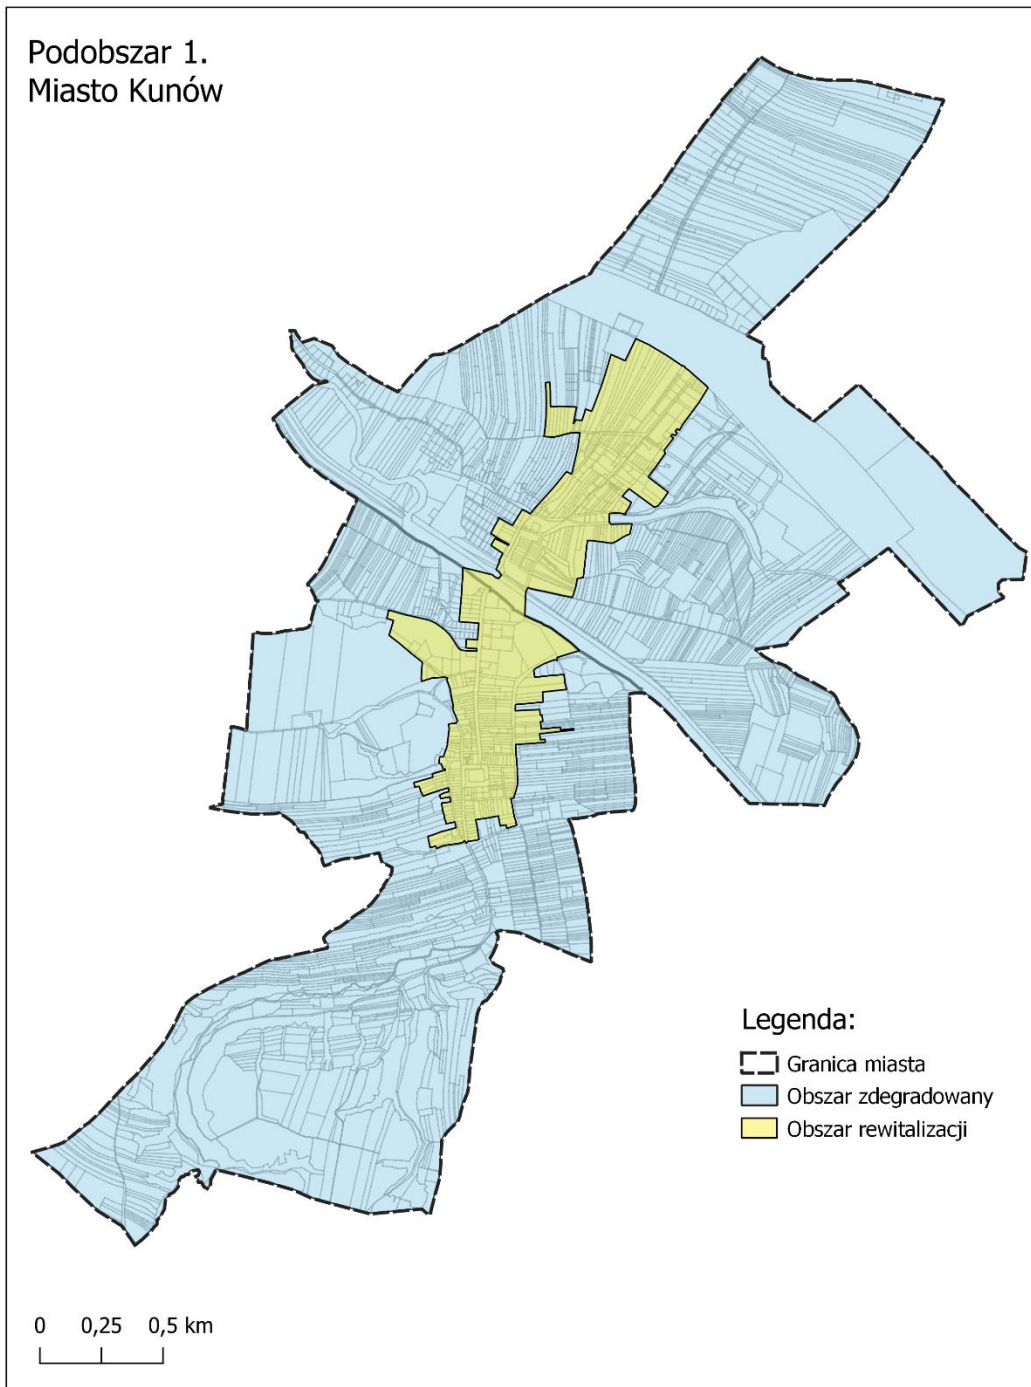 Podobszar 1.
Miasto Kunów
Legenda:
Granica miasta
Obszar zdegradowany
Obszar rewitalizacji
0 0,25 0,5 km